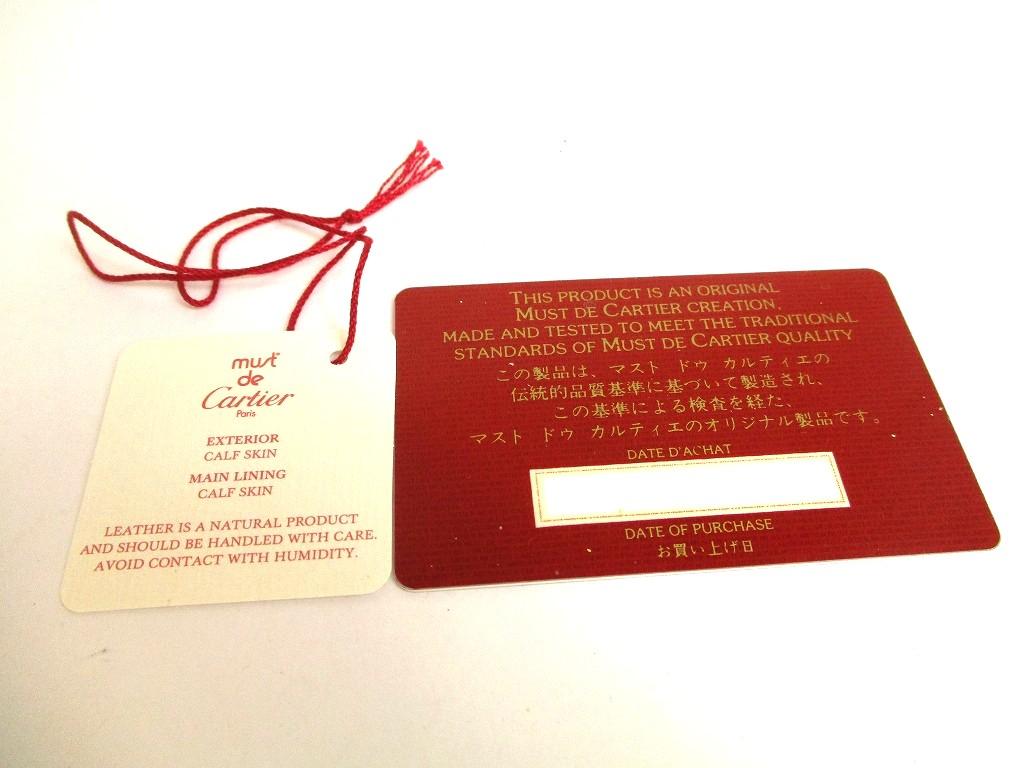 must
de
Cartier
Paris
EXTERIOR
CALF SKIN
MAIN LINING
CALF SKIN
LEATHER IS A NATURAL PRODUCT
AND SHOULD BE HANDLED WITH CARE.
AVOID CONTACT WITH HUMIDITY.
THIS PRODUCT IS AN ORIGINAL
MUST DE CARTIER CREATION,
MADE AND TESTED TO MEET THE TRADITIONAL
STANDARDS OF MUST DE CARTIER QUALITY
この製品は、マスト ドゥ カルティエの
伝統的品質基準に基づいて製造され、
この基準による検査を経た、
マスト ドゥ カルティエのオリジナル製品です。
DATE D'ACHAT
DATE OF PURCHASE
お買い上げ日